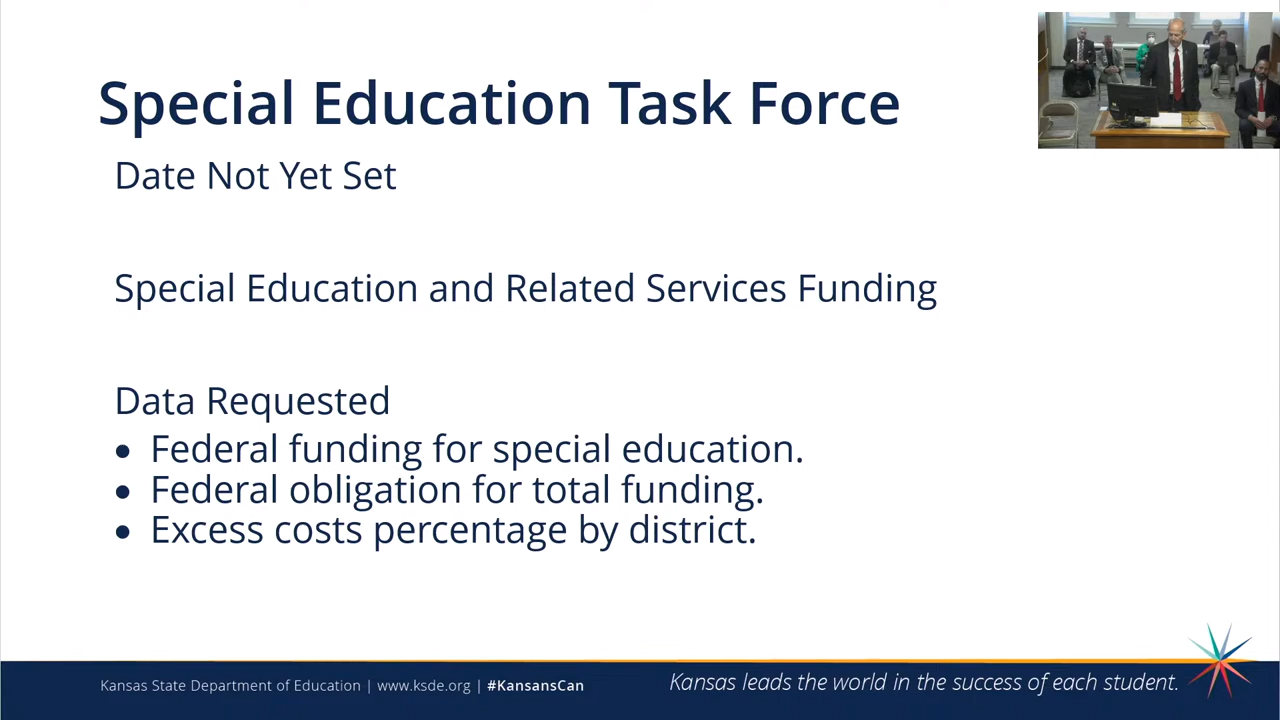 Special Education Task Force
Date Not Yet Set
Special Education and Related Services Funding
Data Requested
• Federal funding for special education.
• Federal obligation for total funding.
• Excess costs percentage by district.
Kansas State Department of Education | www.ksde.org | #KansansCan
Kansas leads the world in the success of each student.